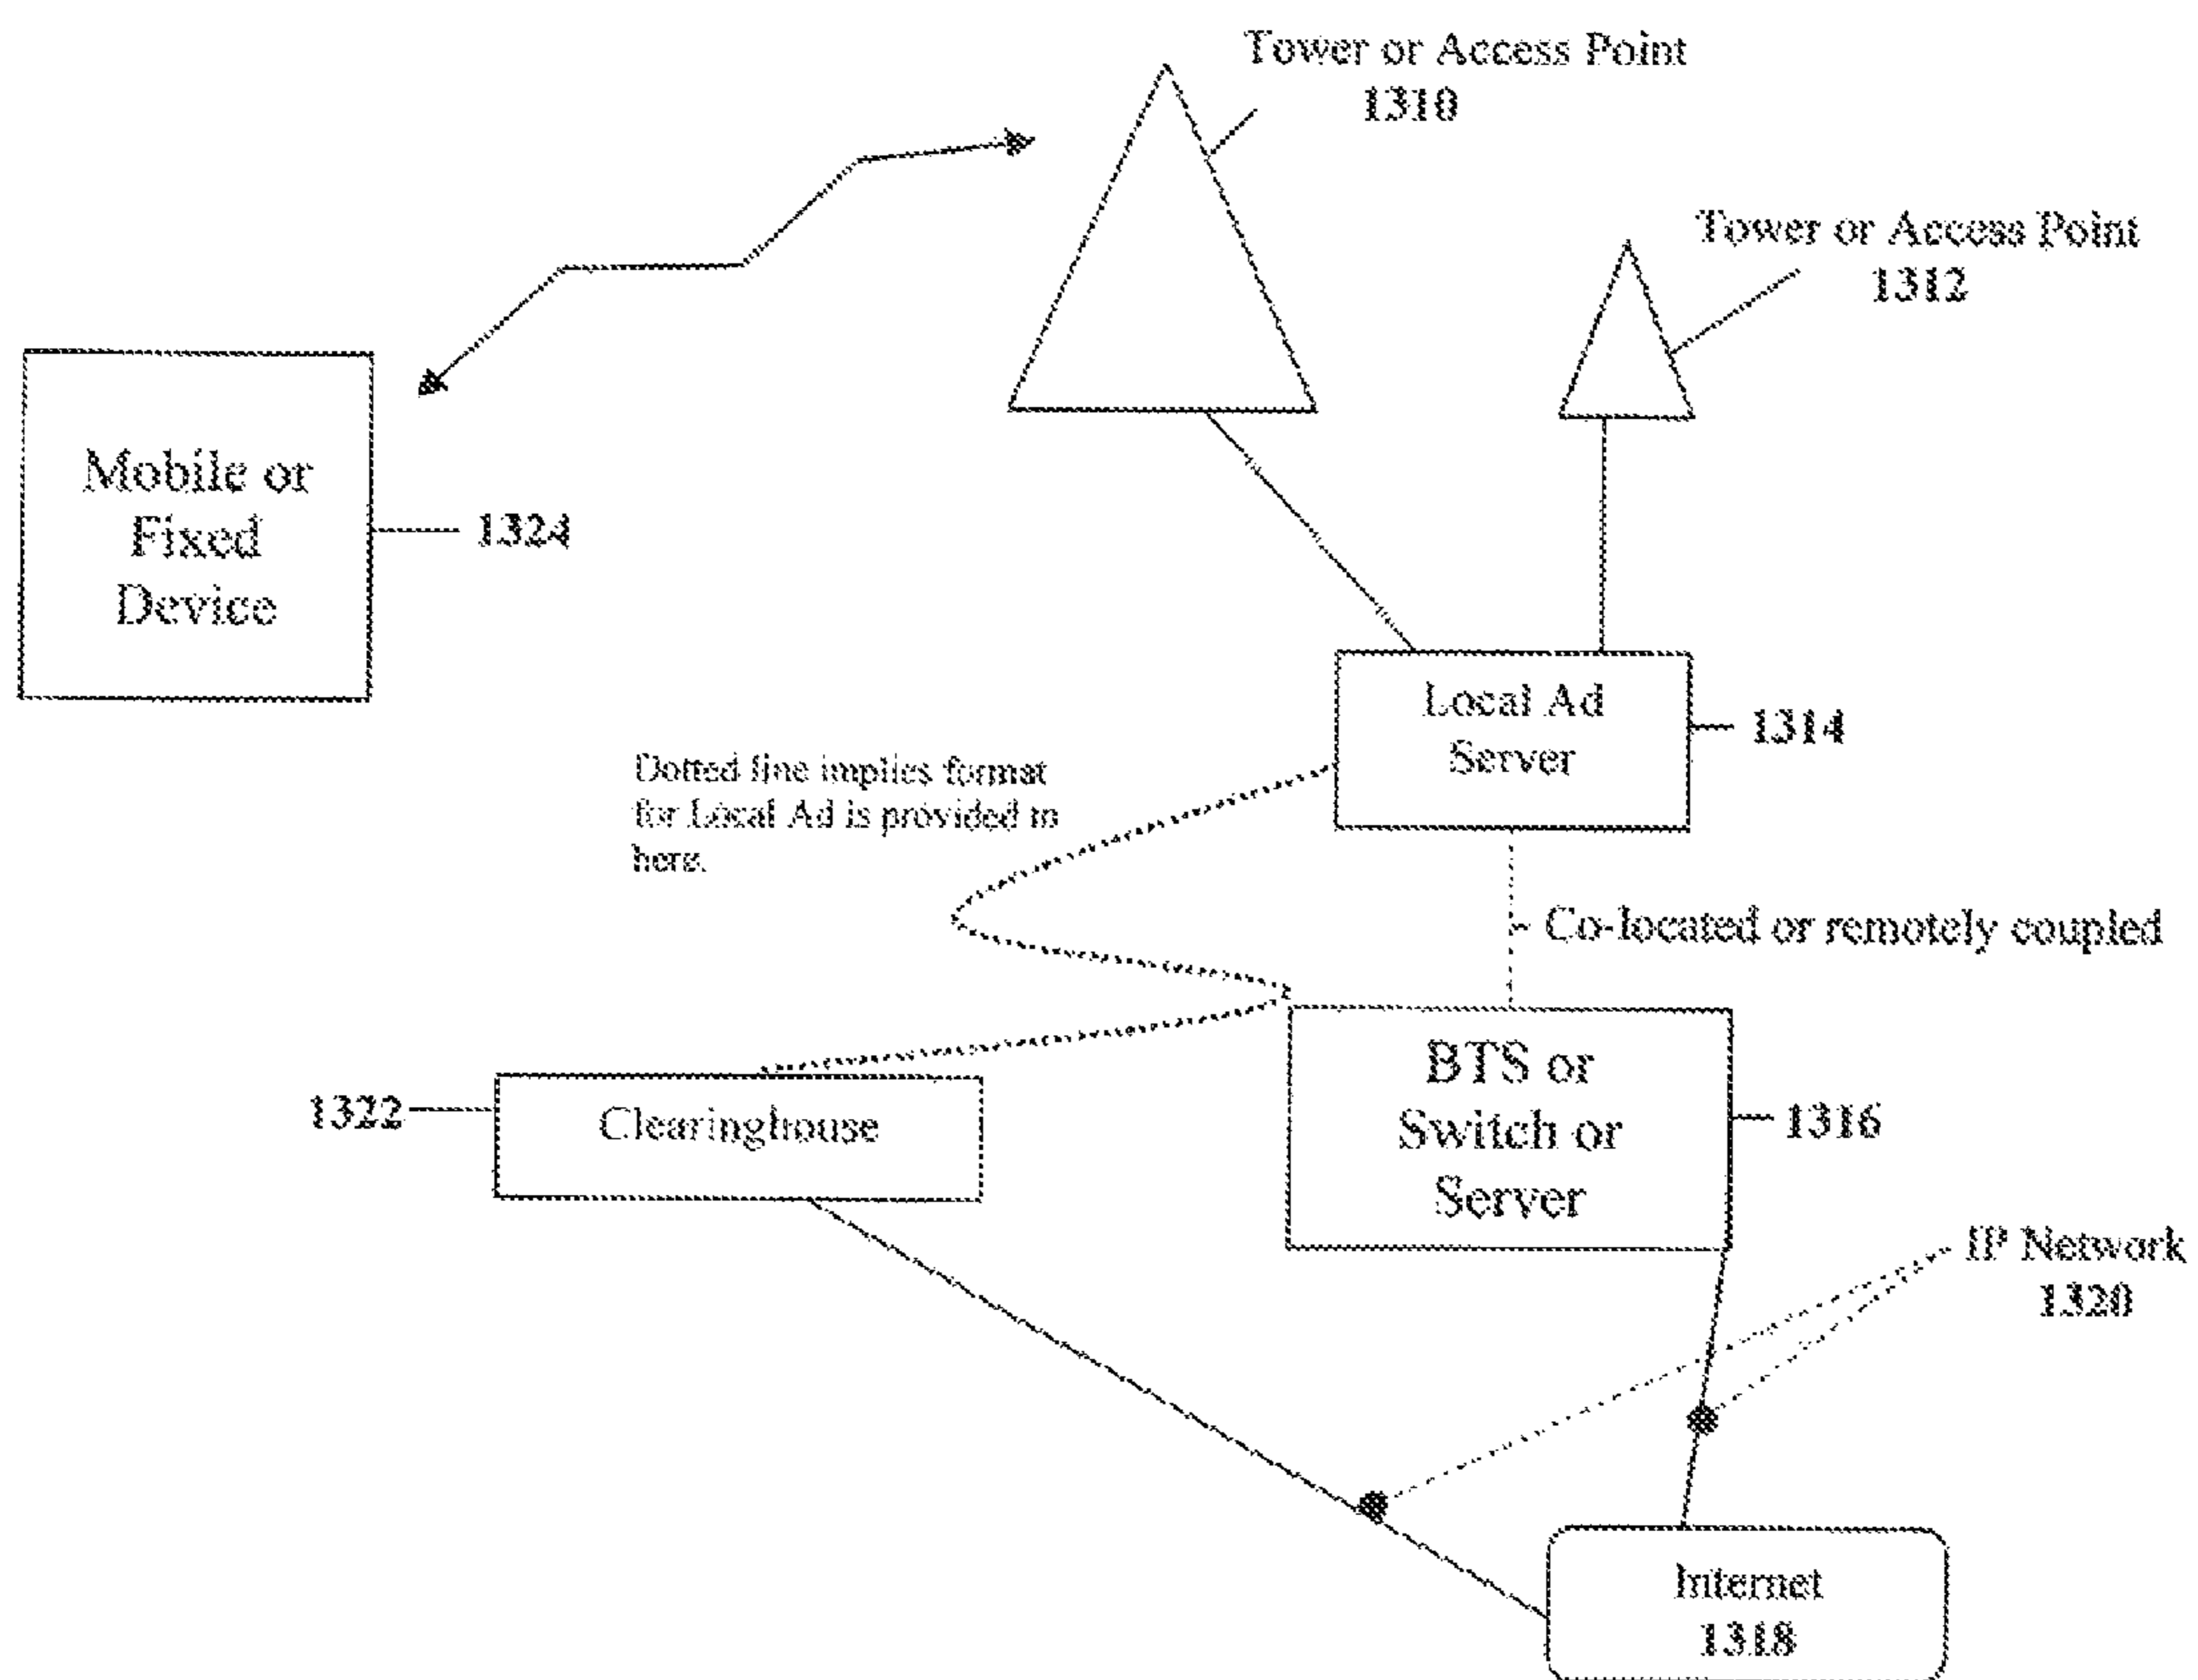 Tower or Access Point
1310
Tower or Access Point
1312
Mobile or
Fixed
Device
1324
Local Ad
Server
1314
Dotted line implies format
for Local Ad is provided in
here.
Co-located or remotely coupled
BTS or
Switch or
Server
1316
1322
Clearinghouse
IP Network
1320
Internet
1318